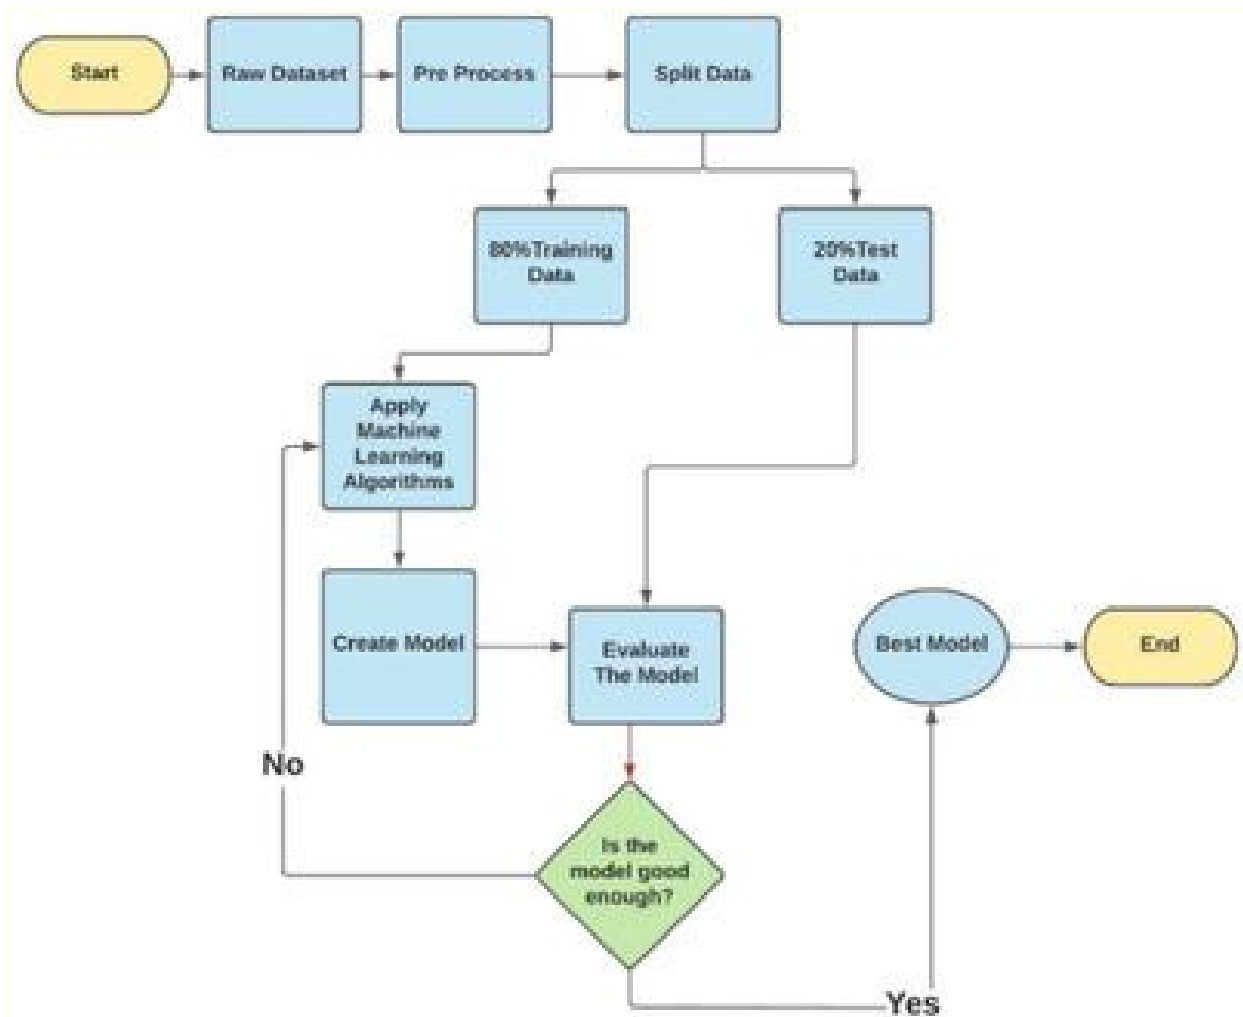 Start
Raw Dataset
Pre Process
Split Data
80%Training
Data
20%Test
Data
Apply
Machine
Learning
Algorithms
Create Model
Evaluate
The Model
Best Model
End
No
Is the
model good
enough?
Yes